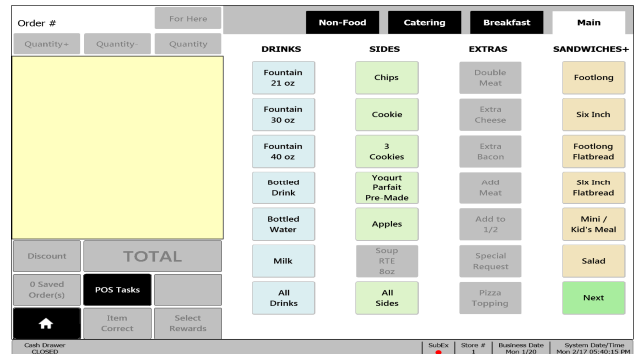 Order #
For Here
Non-Food
Catering
Breakfast
Main
Quantity+
Quantity-
Quantity
DRINKS
SIDES
EXTRAS
SANDWICHES+
Fountain
21 oz
Chips
Double
Meat
Footlong
Fountain
30 oz
Cookie
Extra
Cheese
Six Inch
Fountain
40 oz
3
Cookies
Extra
Bacon
Footlong
Flatbread
Bottled
Drink
Yogurt
Parfait
Pre-Made
Add
Meat
Six Inch
Flatbread
Bottled
Water
Apples
Add to
1/2
Mini /
Kid's Meal
Discount
TOTAL
Milk
Soup
RTE
8oz
Special
Request
Salad
0 Saved
Order(s)
POS Tasks
All
Drinks
All
Sides
Pizza
Topping
Next
Item
Correct
Select
Rewards
Cash Drawer
CLOSED
SubEx
Store #
1
Business Date
Mon 1/20
System Date/Time
Mon 2/17 05:40:15 PM